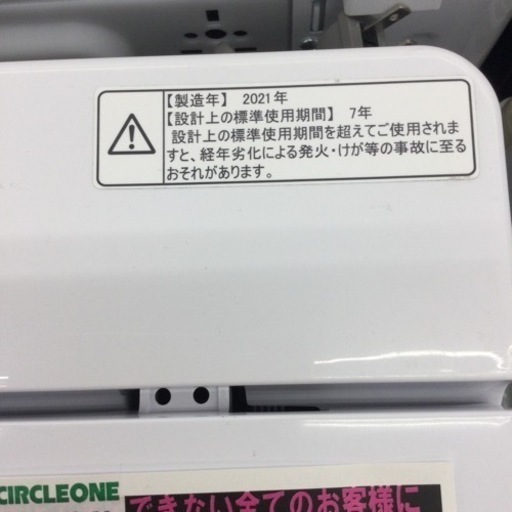 【製造年】 2021年
【設計上の標準使用期間】 7年
設計上の標準使用期間を超えてご使用されま
すと、経年劣化による発火・けが等の事故に至る
おそれがあります。
CIRCLEONE
できない全てのお客様に